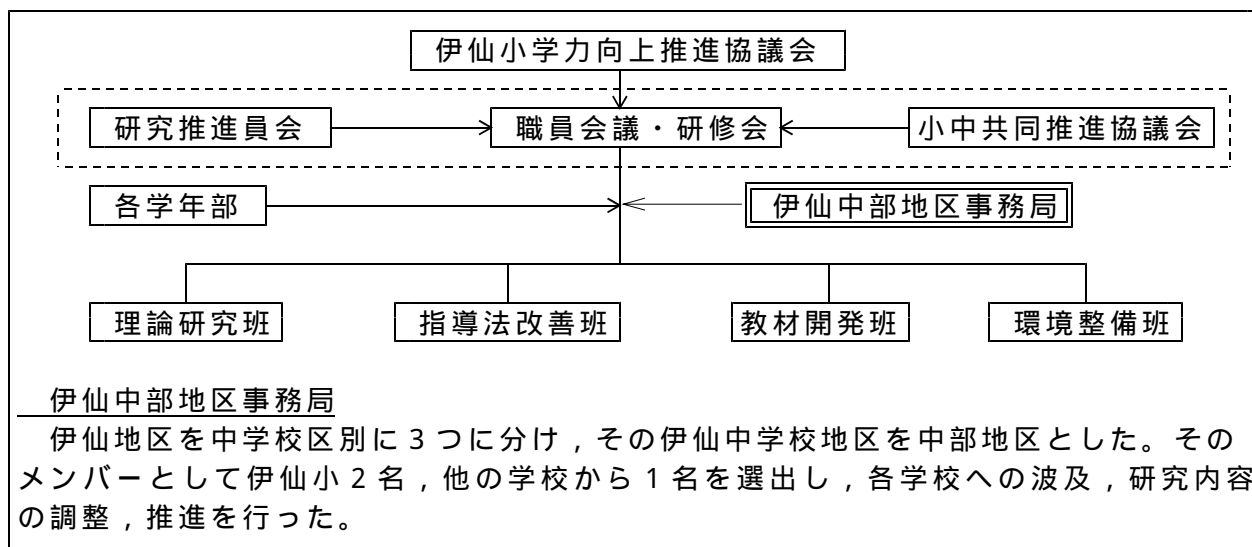 伊仙小学力向上推進協議会
研究推進員会
職員会議・研修会
小中共同推進協議会
各学年部
伊仙中部地区事務局
理論研究班
指導法改善班
教材開発班
環境整備班
伊仙中部地区事務局
伊仙地区を中学校区別に3つに分け,その伊仙中学校地区を中部地区とした。その
メンバーとして伊仙小2名,他の学校から1名を選出し,各学校への波及,研究内容
の調整,推進を行った。